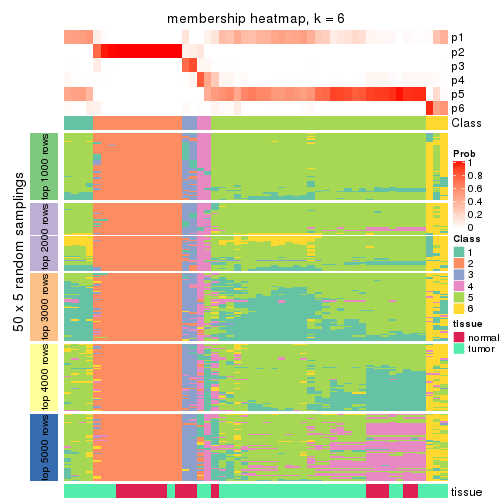 membership heatmap, k = 6
p1
p2
p3
p4
p5
p6
Class
50 x 5 random samplings
top 1000 rows
top 2000 rows
top 3000 rows
top 4000 rows
top 5000 rows
tissue
Prob
1
0.8
0.6
0.4
0.2
0
Class
1
2
3
4
5
6
tissue
normal
tumor